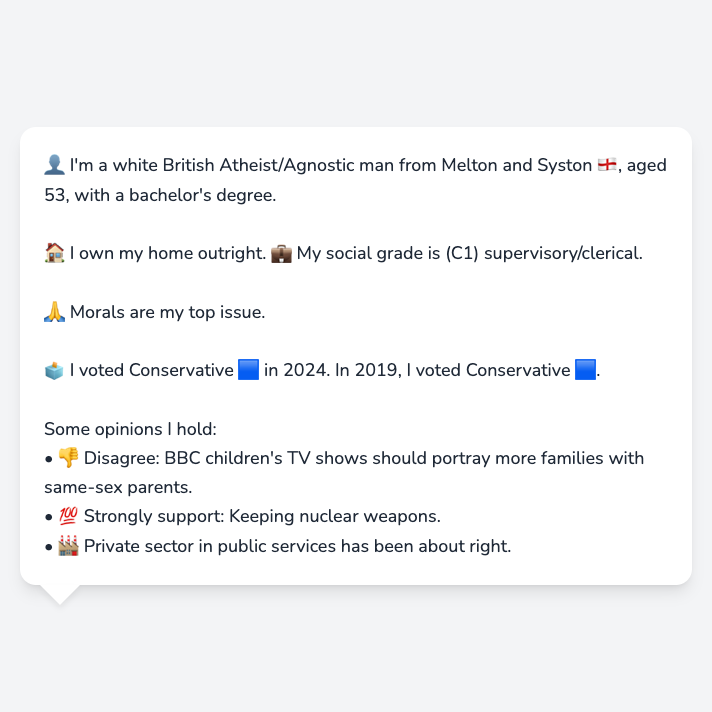 👤 I'm a white British Atheist/Agnostic man from Melton and Syston 🏴󠁧󠁢󠁥󠁮󠁧󠁿, aged
53, with a bachelor's degree.
🏠 I own my home outright. 💼 My social grade is (C1) supervisory/clerical.
🙏 Morals are my top issue.
🗳️ I voted Conservative 🟦 in 2024. In 2019, I voted Conservative 🟦.
Some opinions I hold:
• 👎 Disagree: BBC children's TV shows should portray more families with
same-sex parents.
• 💯 Strongly support: Keeping nuclear weapons.
• 🏭 Private sector in public services has been about right.